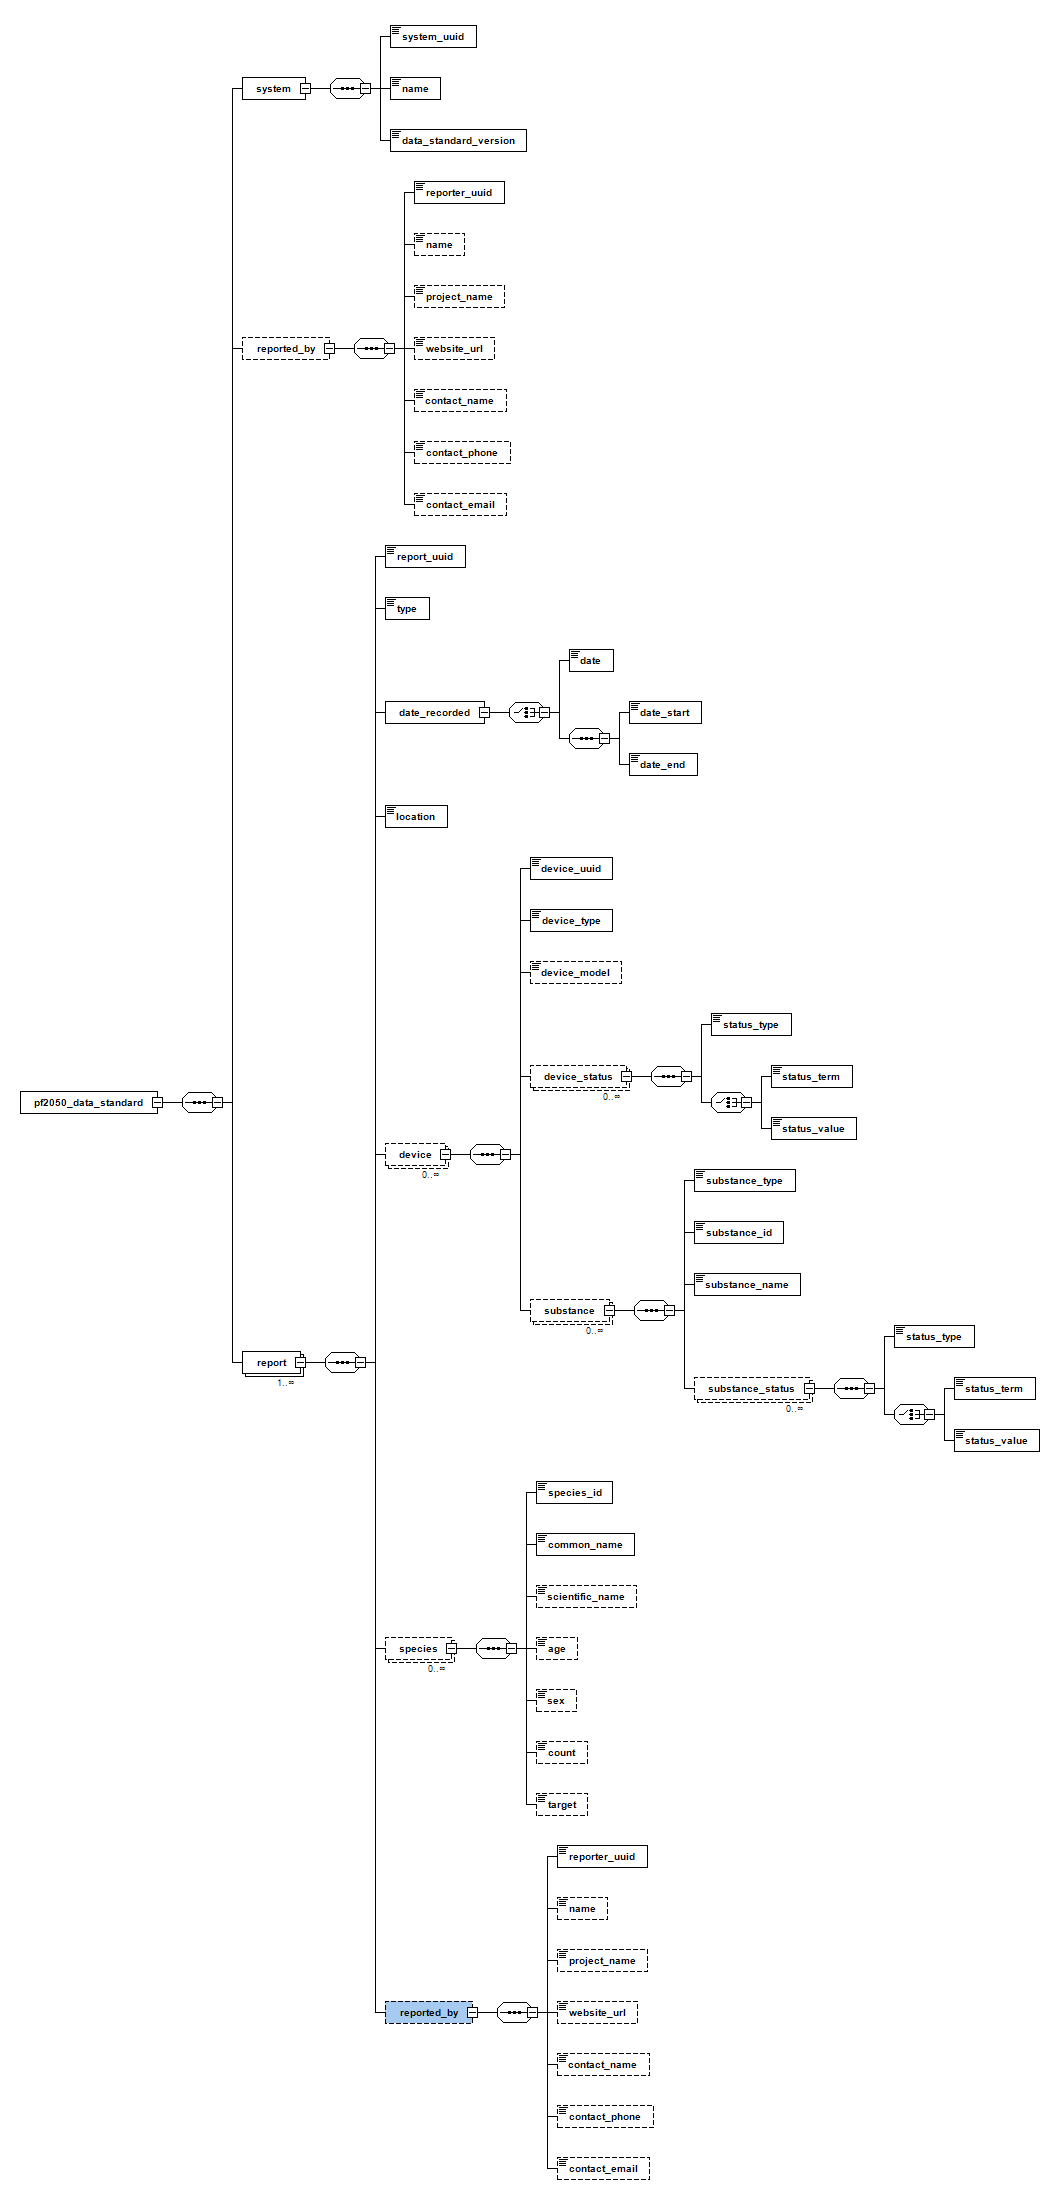 system_uuid
system
name
data_standard_version
reporter_uuid
name
project_name
reported_by
website_url
contact_name
contact_phone
contact_email
report_uuid
type
date
date_recorded
date_start
date_end
location
device_uuid
device_type
device_model
status_type
device_status
status_term
0..∞
pf2050_data_standard
status_value
device
0..∞
substance_type
substance_id
substance_name
substance
0..∞
status_type
report
1..∞
substance_status
status_term
0..∞
status_value
species_id
common_name
scientific_name
species
age
0..∞
sex
count
target
reporter_uuid
name
project_name
reported_by
website_url
contact_name
contact_phone
contact_email